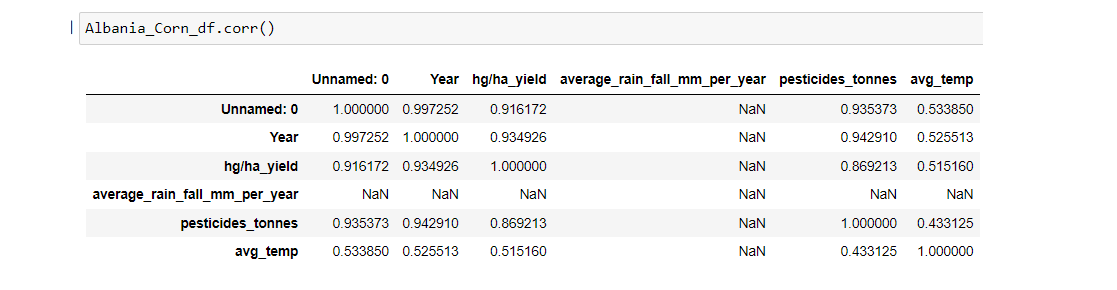 Albania_Corn_df.corr()
Unnamed: 0 Year hg/ha_yield average_rain_fall_mm_per_year pesticides_tonnes avg_temp
Unnamed: 0 1.000000 0.997252 0.916172 NaN 0.935373 0.533850
Year 0.997252 1.000000 0.934926 NaN 0.942910 0.525513
hg/ha_yield 0.916172 0.934926 1.000000 NaN 0.869213 0.515160
average_rain_fall_mm_per_year NaN NaN NaN NaN NaN NaN
pesticides_tonnes 0.935373 0.942910 0.869213 NaN 1.000000 0.433125
avg_temp 0.533850 0.525513 0.515160 NaN 0.433125 1.000000